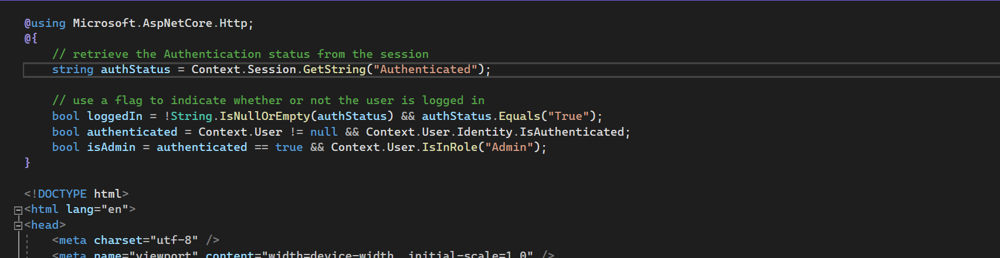 @using Microsoft.AspNetCore.Http;
@{
// retrieve the Authentication status from the session
string authStatus = Context.Session.GetString("Authenticated");
// use a flag to indicate whether or not the user is logged in
bool loggedIn = !String.IsNullOrEmpty(authStatus) && authStatus.Equals("True");
bool authenticated = Context.User != null && Context.User.Identity.IsAuthenticated;
bool isAdmin = authenticated == true && Context.User.IsInRole("Admin");
}
<!DOCTYPE html>
<html lang="en">
<head>
<meta charset="utf-8" />
<meta name="viewport" content="width=device-width, initial-scale=1.0" />